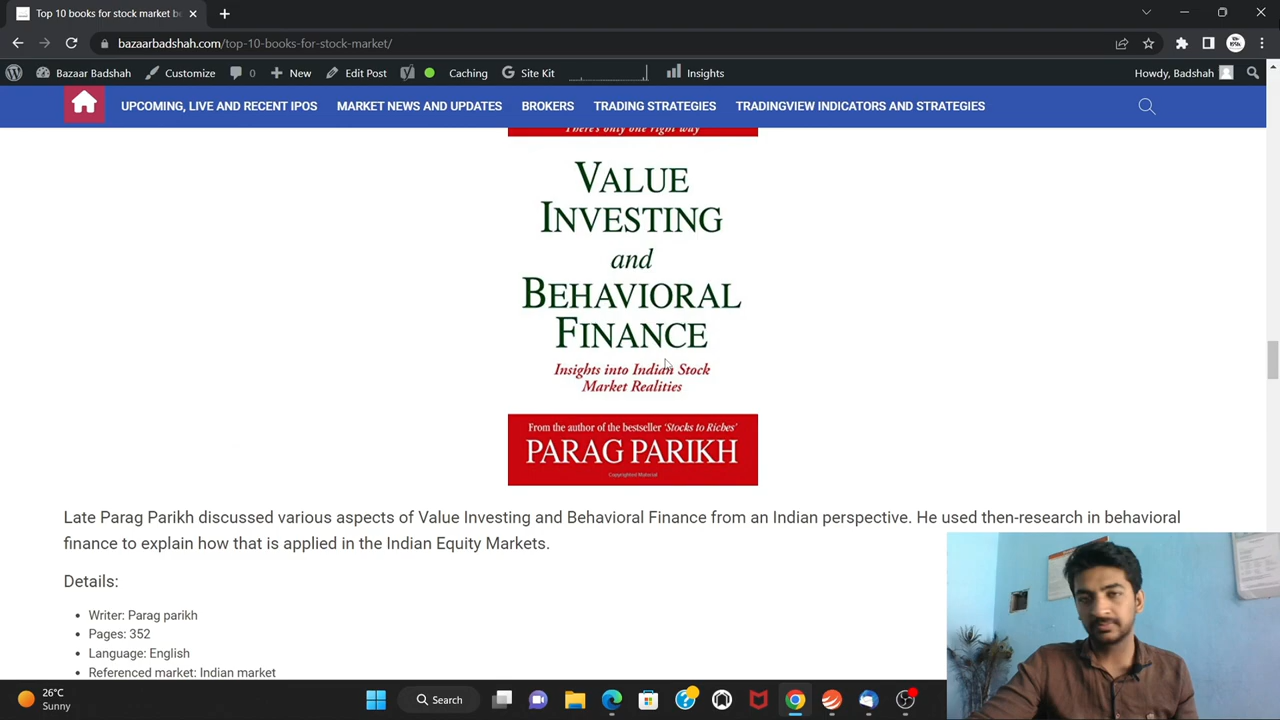 Top 10 books for stock market be
bazaarbadshah.com/top-10-books-for-stock-market/
Bazaar Badshah
Customize
0
New
Edit Post
Caching
Site Kit
Insights
Howdy, Badshah
UPCOMING, LIVE AND RECENT IPOS
MARKET NEWS AND UPDATES
BROKERS
TRADING STRATEGIES
TRADINGVIEW INDICATORS AND STRATEGIES
There's only one right way
VALUE
INVESTING
and
BEHAVIORAL
FINANCE
Insights into Indian Stock
Market Realities
From the author of the bestseller 'Stocks to Riches'
PARAG PARIKH
Copyrighted Material
Late Parag Parikh discussed various aspects of Value Investing and Behavioral Finance from an Indian perspective. He used then-research in behavioral
finance to explain how that is applied in the Indian Equity Markets.
Details:
• Writer: Parag parikh
• Pages: 352
• Language: English
• Referenced market: Indian market
26°C
Sunny
Search